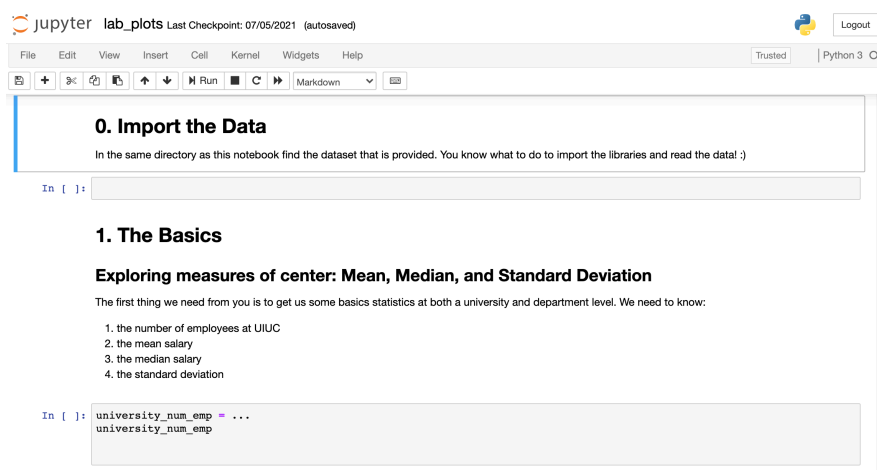 jupyter lab_plots Last Checkpoint: 07/05/2021 (autosaved) Logout
File Edit View Insert Cell Kernel Widgets Help Trusted Python 3
Run Markdown
0. Import the Data
In the same directory as this notebook find the dataset that is provided. You know what to do to import the libraries and read the data! :)
In [ ]:
1. The Basics
Exploring measures of center: Mean, Median, and Standard Deviation
The first thing we need from you is to get us some basics statistics at both a university and department level. We need to know:
1. the number of employees at UIUC
2. the mean salary
3. the median salary
4. the standard deviation
In [ ]: university_num_emp = ...
university_num_emp